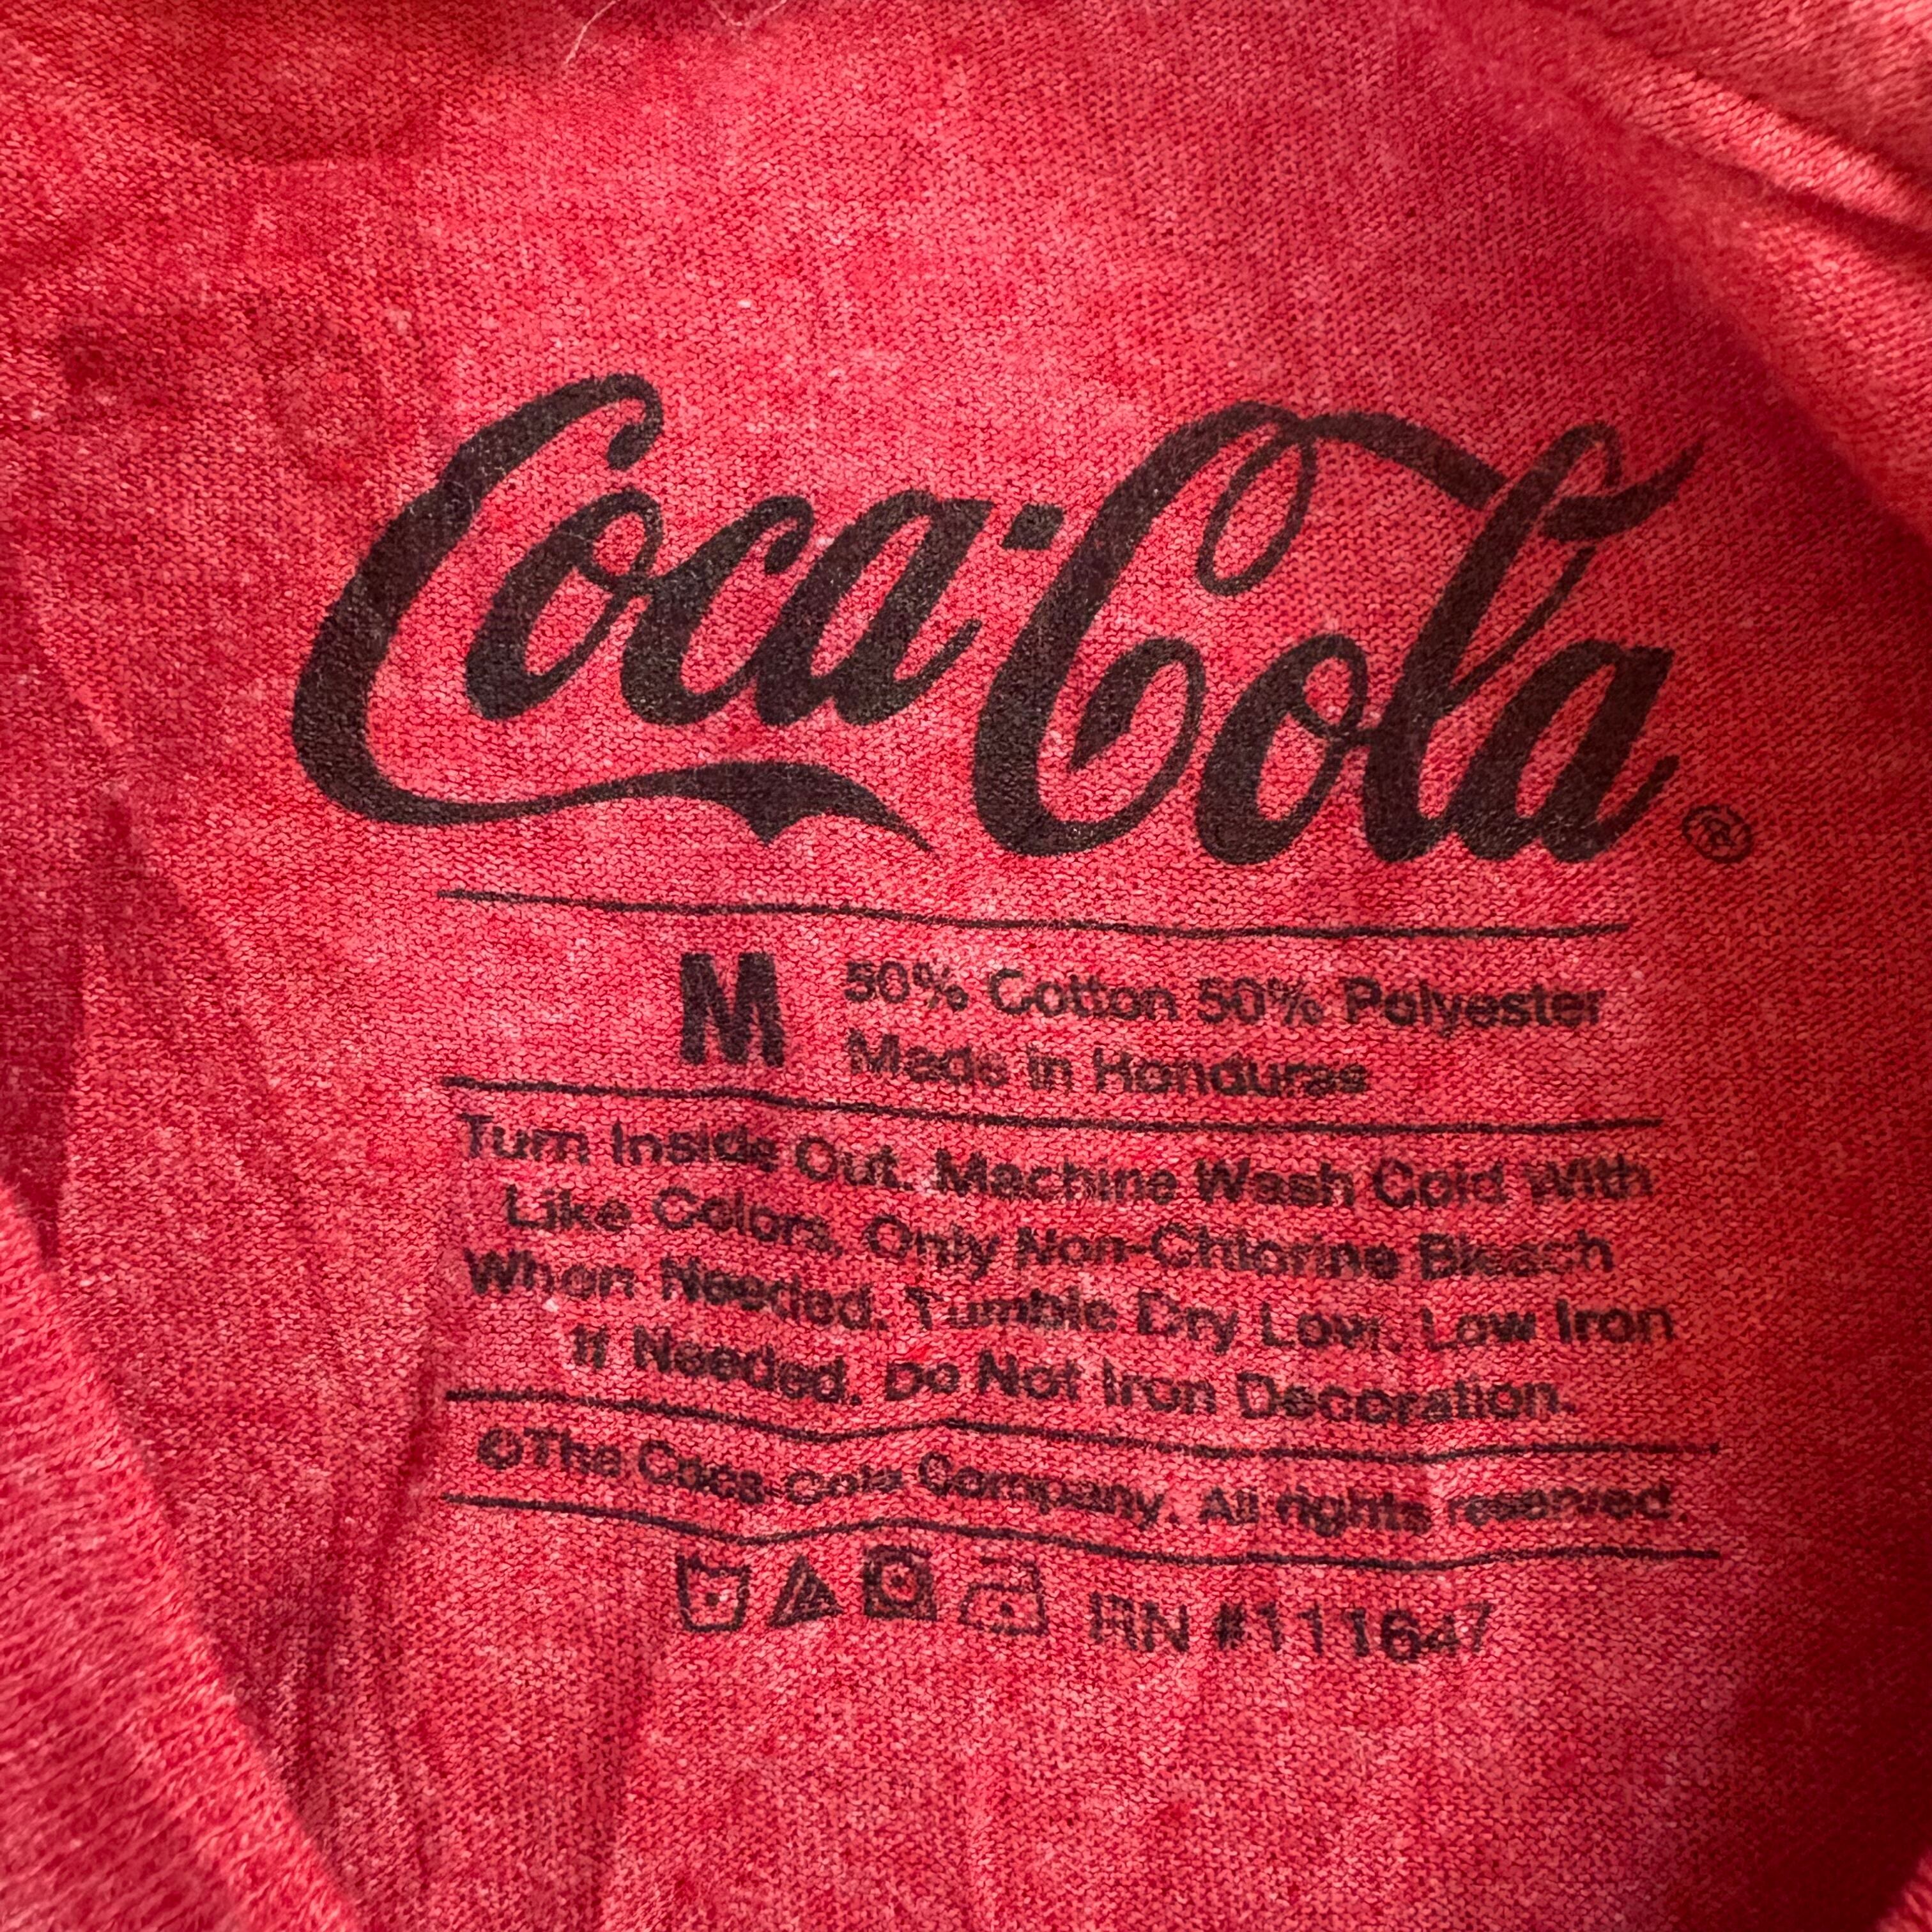 Coca-Cola®
M
50% Cotton 50% Polyester
Made in Honduras
Turn Inside Out. Machine Wash Cold With
Like Colors, Only Non-Chlorine Bleach
When Needed. Tumble Dry Low. Low Iron
If Needed. Do Not Iron Decoration.
©The Coca-Cola Company. All rights reserved.
RN #111647